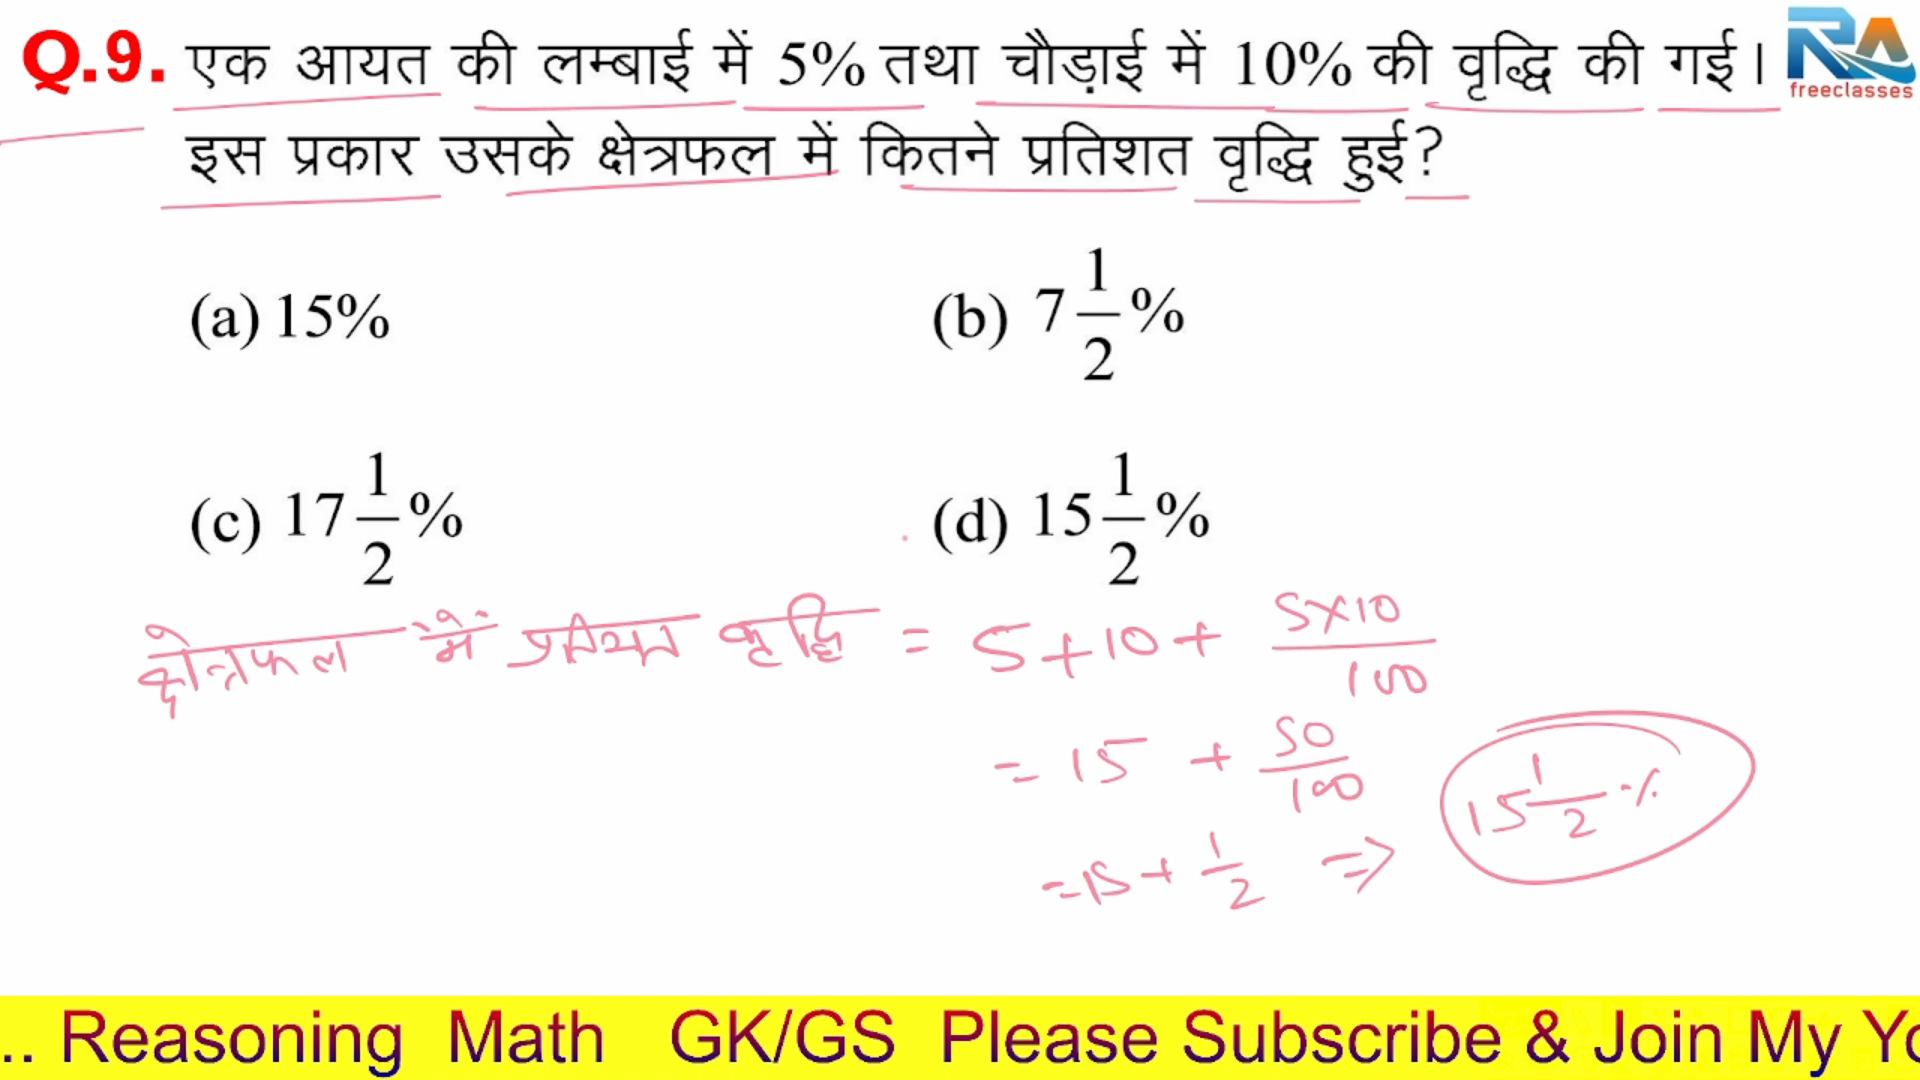 Q.9. एक आयत की लम्बाई में 5% तथा चौड़ाई में 10% की वृद्धि की गई।
RA
freeclasses
इस प्रकार उसके क्षेत्रफल में कितने प्रतिशत वृद्धि हुई?
(a) 15%
(b) 7 1/2 %
(c) 17 1/2 %
(d) 15 1/2 %
क्षेत्रफल में प्रतिशत वृद्धि = 5+10+ 5×10/100
= 15 + 50/100
=15 + 1/2 ⇒ 15 1/2 %
.. Reasoning Math GK/GS Please Subscribe & Join My Yo